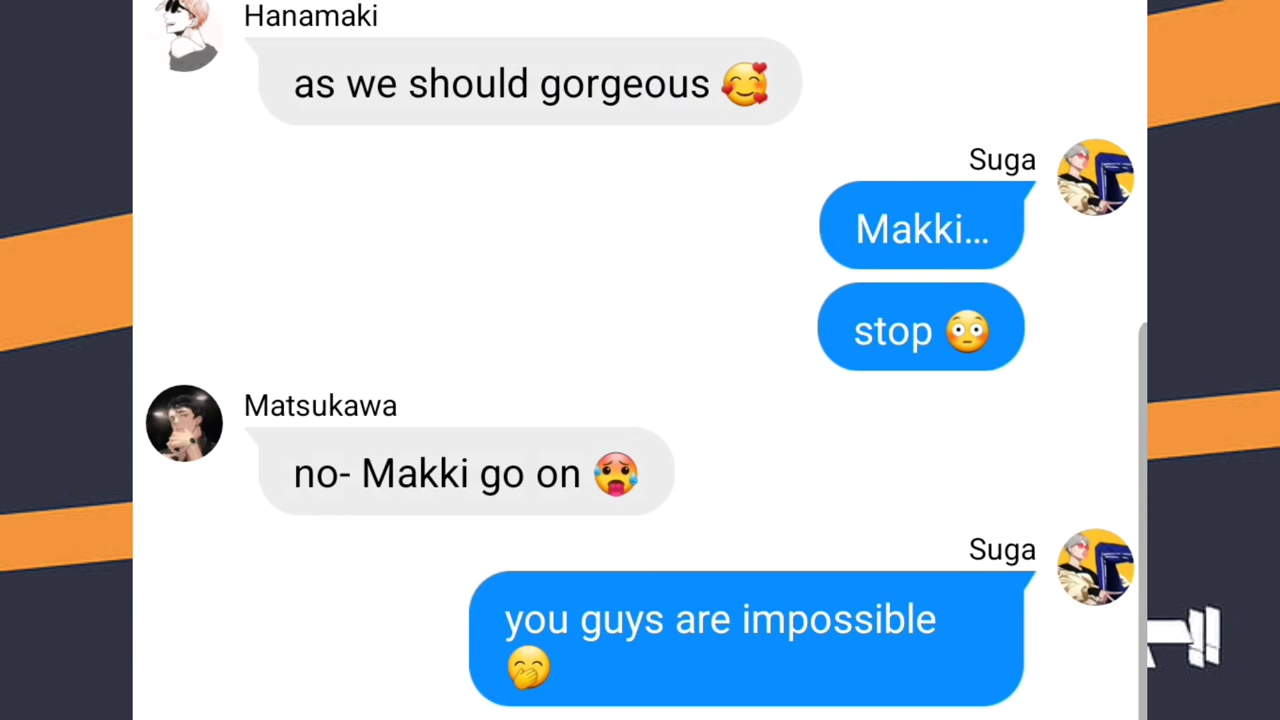 Hanamaki
as we should gorgeous 🥰
Suga
Makki...
stop 😳
Matsukawa
no- Makki go on 🥵
Suga
you guys are impossible
🤭